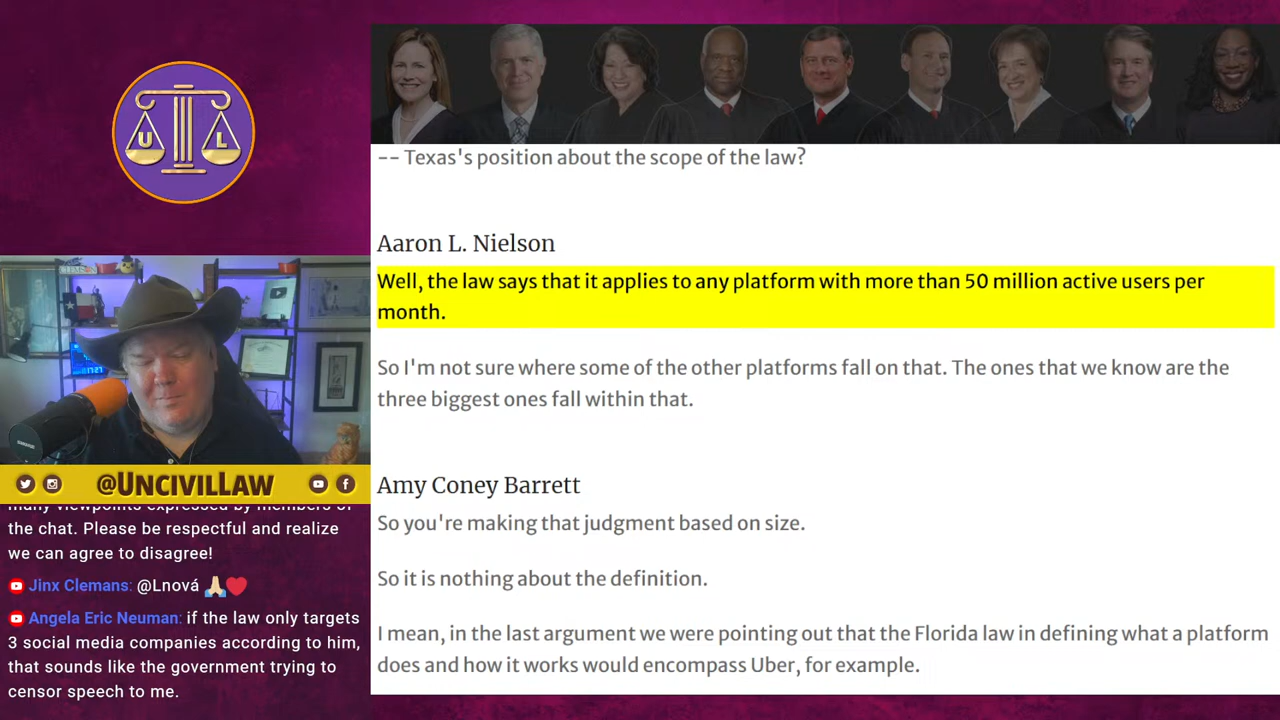 U L
-- Texas's position about the scope of the law?
Aaron L. Nielson
Well, the law says that it applies to any platform with more than 50 million active users per
month.
So I'm not sure where some of the other platforms fall on that. The ones that we know are the
three biggest ones fall within that.
Amy Coney Barrett
So you're making that judgment based on size.
So it is nothing about the definition.
I mean, in the last argument we were pointing out that the Florida law in defining what a platform
does and how it works would encompass Uber, for example.
@UNCIVILLAW
many viewpoints expressed by members of
the chat. Please be respectful and realize
we can agree to disagree!
Jinx Clemans: @Lnová 🙏🏻❤️
Angela Eric Neuman: if the law only targets
3 social media companies according to him,
that sounds like the government trying to
censor speech to me.